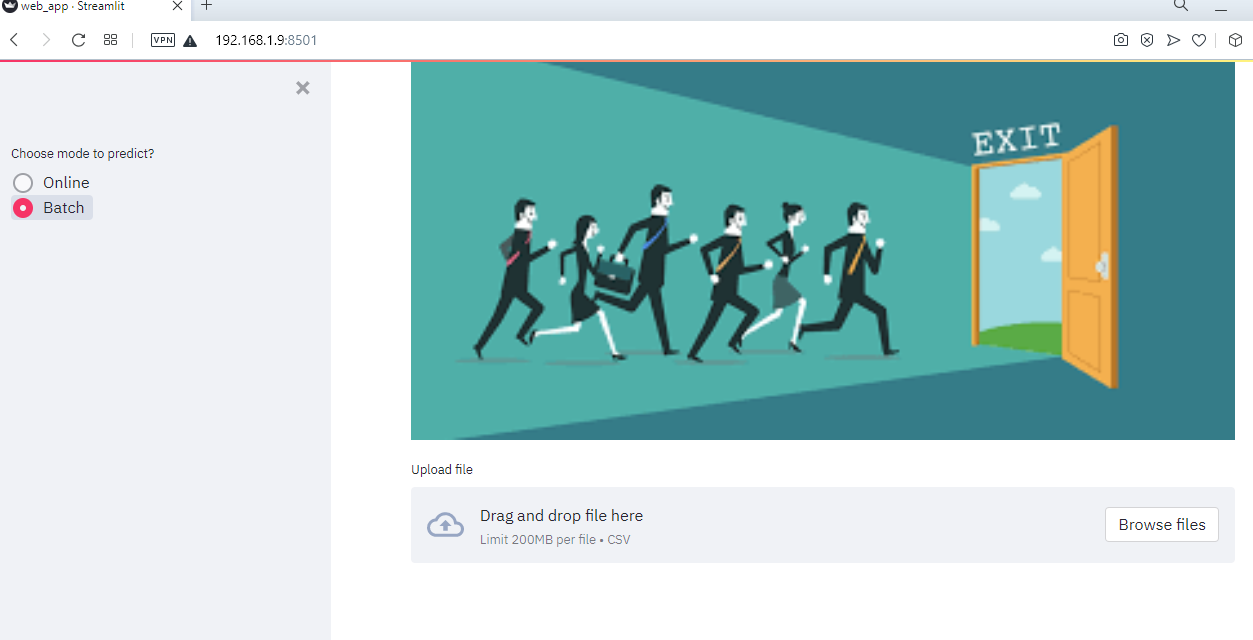 web_app · Streamlit
VPN
192.168.1.9:8501
Choose mode to predict?
Online
Batch
EXIT
Upload file
Drag and drop file here
Limit 200MB per file • CSV
Browse files